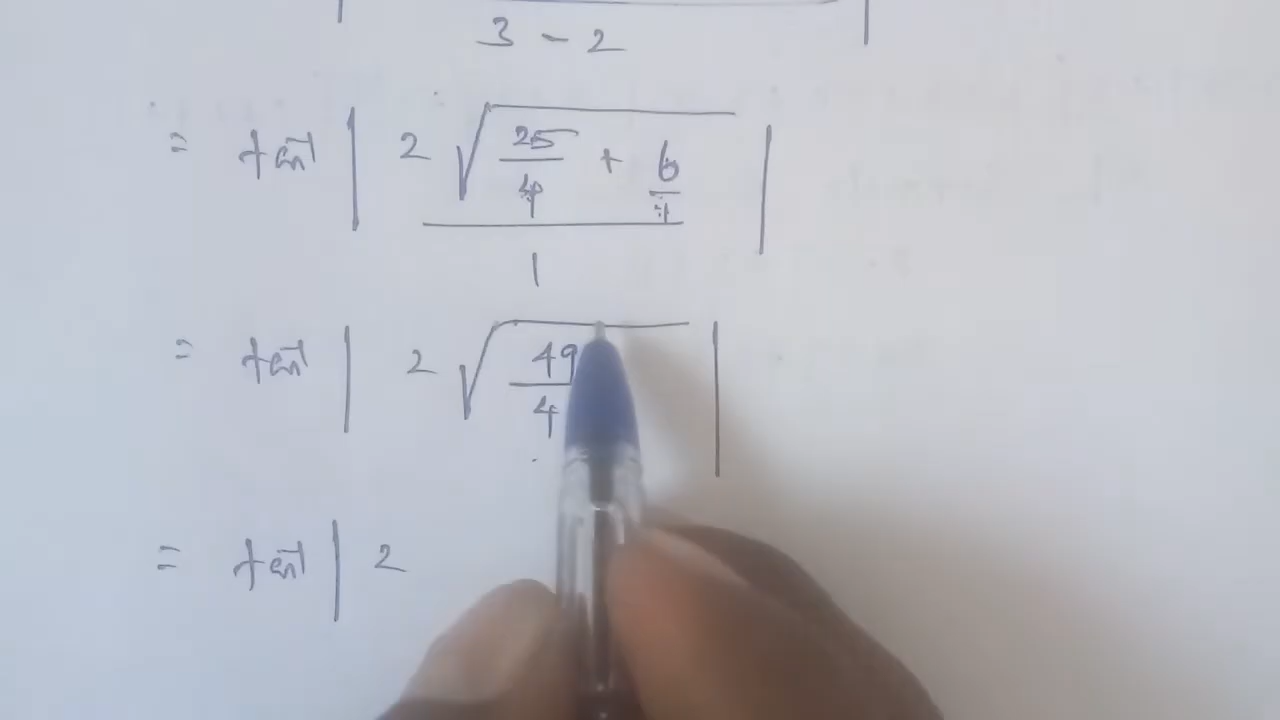 3 - 2
= tan⁻¹ | 2 √(25/4 + 6/1) / 1 |
= tan⁻¹ | 2 √(49/4) |
= tan⁻¹ | 2